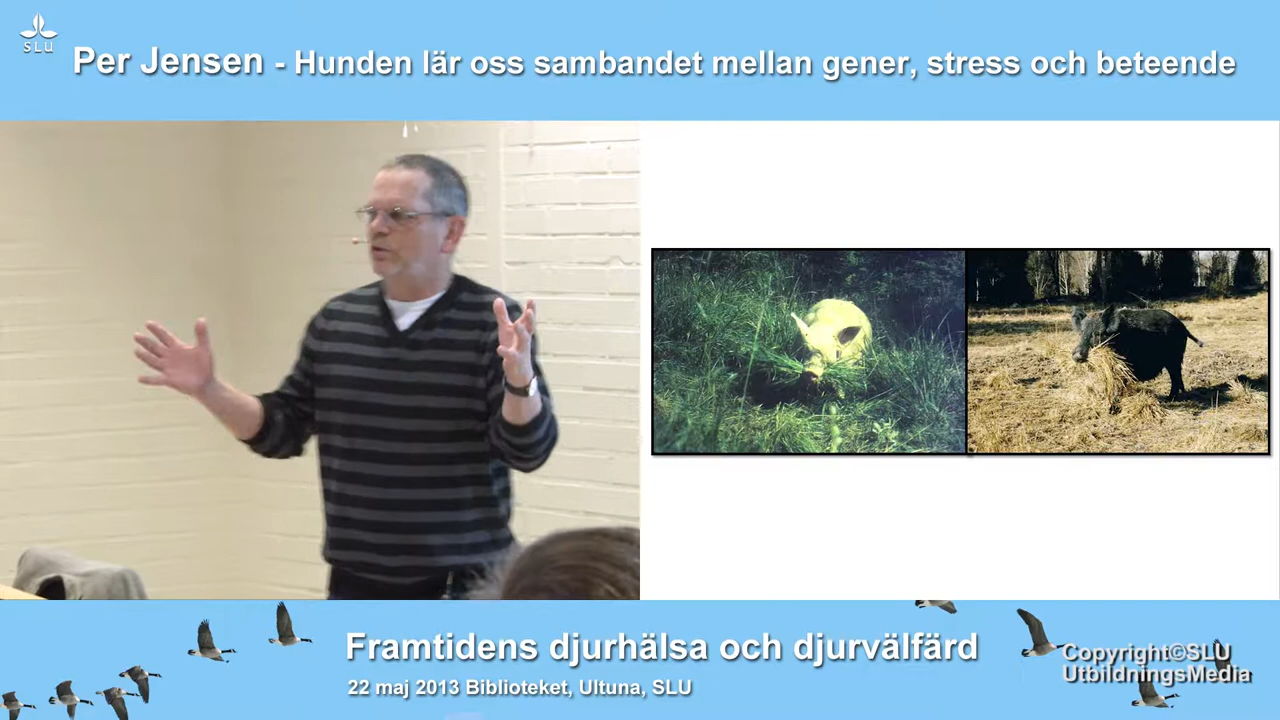 SLU
Per Jensen - Hunden lär oss sambandet mellan gener, stress och beteende
Framtidens djurhälsa och djurvälfärd
22 maj 2013 Biblioteket, Ultuna, SLU
Copyright©SLU
UtbildningsMedia